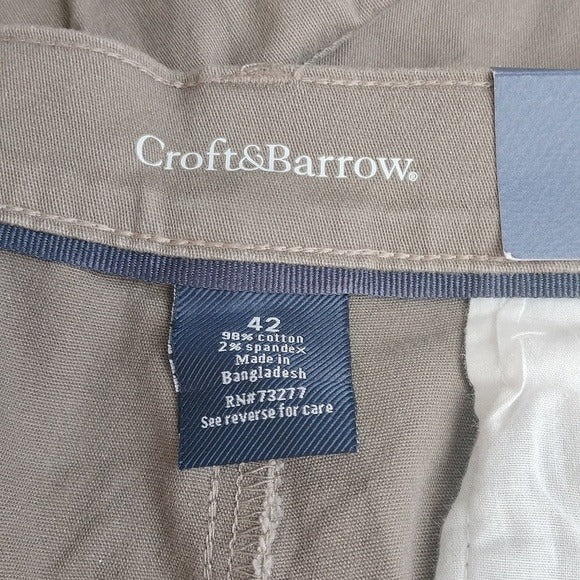 Croft&Barrow®
42
98% cotton
2% spandex
Made in
Bangladesh
RN#73277
See reverse for care